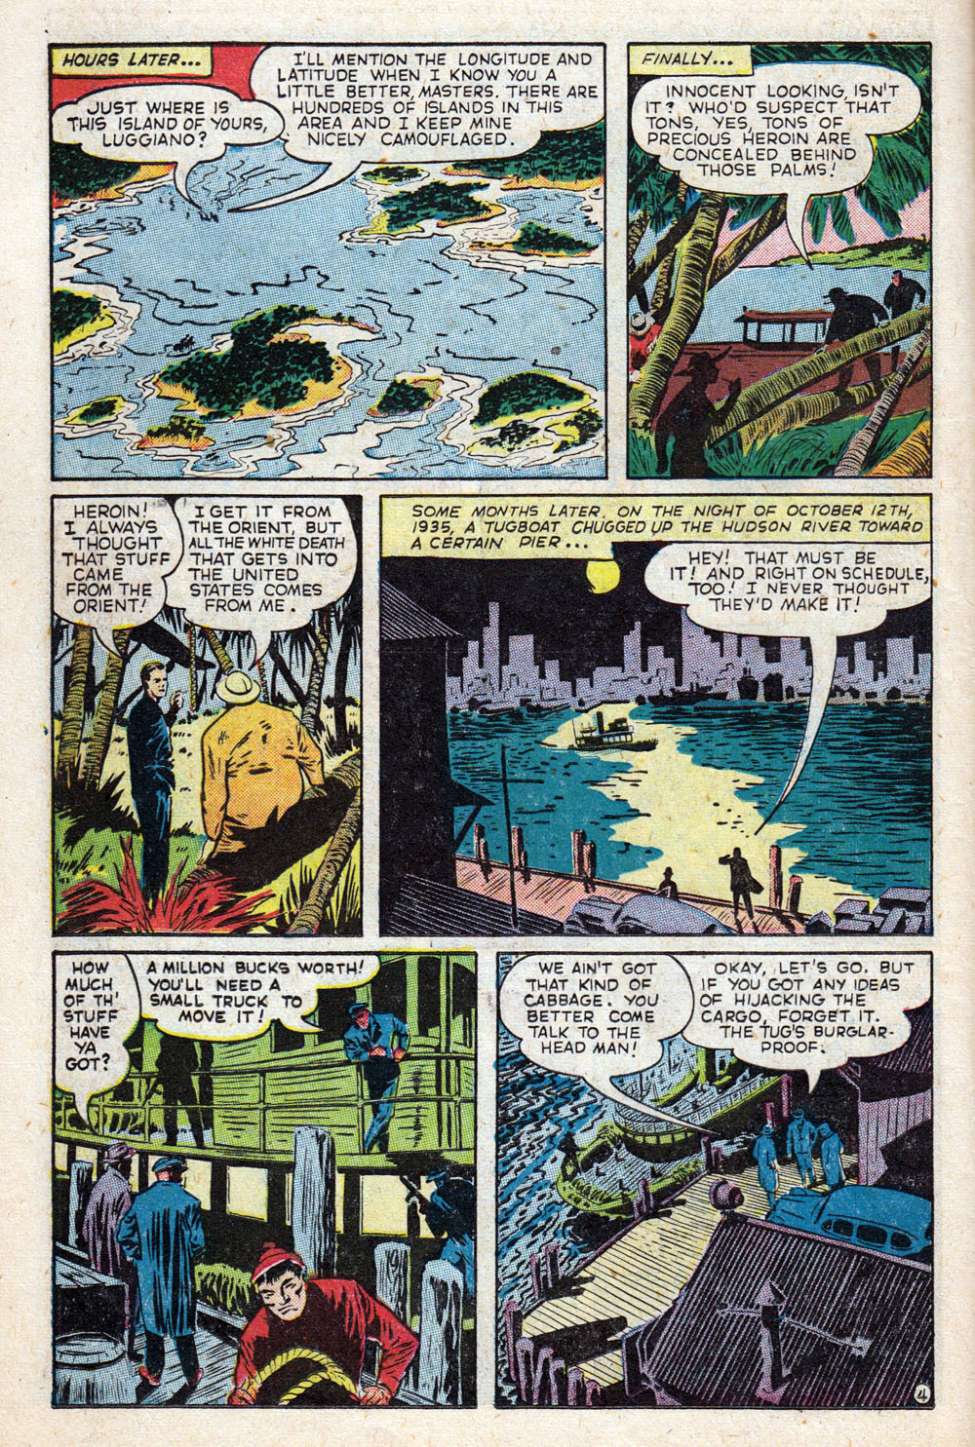 HOURS LATER...
JUST WHERE IS
THIS ISLAND OF YOURS,
LUGGIANO?
I'LL MENTION THE LONGITUDE AND
LATITUDE WHEN I KNOW YOU A
LITTLE BETTER, MASTERS. THERE ARE
HUNDREDS OF ISLANDS IN THIS
AREA AND I KEEP MINE
NICELY CAMOUFLAGED.
FINALLY...
INNOCENT LOOKING, ISN'T
IT? WHO'D SUSPECT THAT
TONS, YES, TONS OF
PRECIOUS HEROIN ARE
CONCEALED BEHIND
THOSE PALMS!
HEROIN!
I ALWAYS
THOUGHT
THAT STUFF
CAME
FROM THE
ORIENT!
I GET IT FROM
THE ORIENT, BUT
ALL THE WHITE DEATH
THAT GETS INTO
THE UNITED
STATES COMES
FROM ME.
SOME MONTHS LATER, ON THE NIGHT OF OCTOBER 12TH,
1935, A TUGBOAT CHUGGED UP THE HUDSON RIVER TOWARD
A CERTAIN PIER...
HEY! THAT MUST BE
IT! AND RIGHT ON SCHEDULE,
TOO! I NEVER THOUGHT
THEY'D MAKE IT!
HOW
MUCH
OF TH'
STUFF
HAVE
YA
GOT?
A MILLION BUCKS WORTH!
YOU'LL NEED A
SMALL TRUCK TO
MOVE IT!
WE AIN'T GOT
THAT KIND OF
CABBAGE. YOU
BETTER COME
TALK TO THE
HEAD MAN!
OKAY, LET'S GO. BUT
IF YOU GOT ANY IDEAS
OF HIJACKING THE
CARGO, FORGET IT.
THE TUG'S BURGLAR-
PROOF.
4